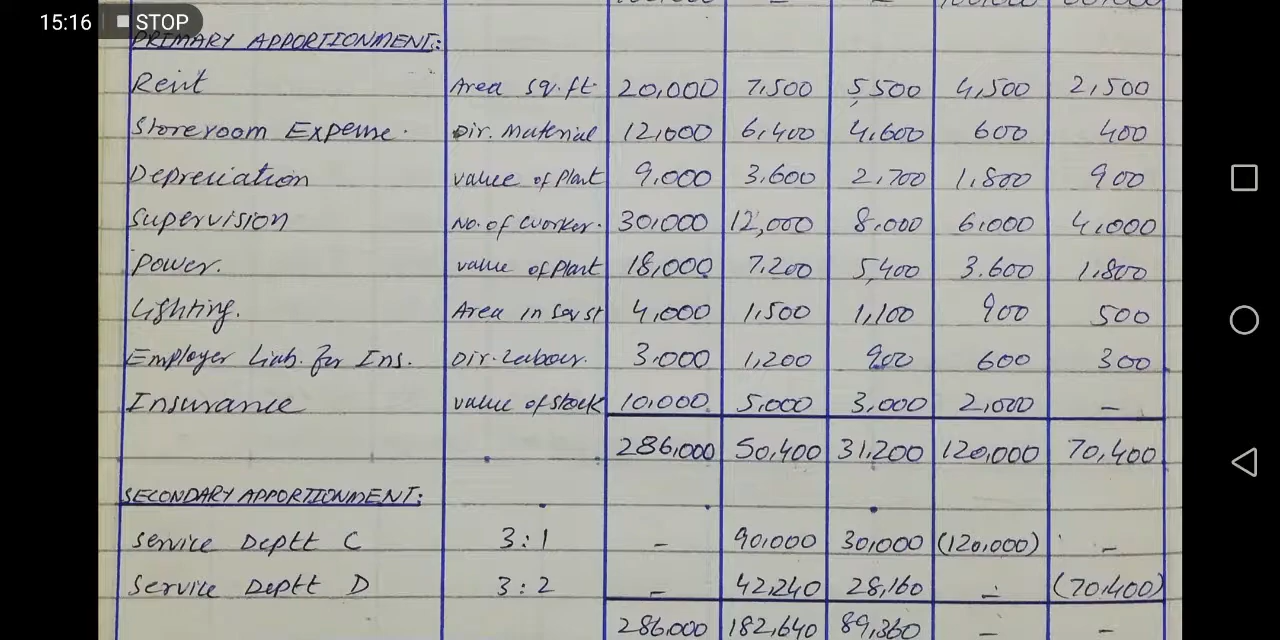 15:16 STOP
PRIMARY APPORTIONMENT:
Rent Area sq.ft 20,000 7,500 5,500 4,500 2,500
Storeroom Expense. Dir. Material 12,000 6,400 4,600 600 400
Depreciation value of Plant 9,000 3,600 2,700 1,800 900
Supervision No. of worker. 30,000 12,000 8,000 6,000 4,000
Power. value of Plant 18,000 7,200 5,400 3,600 1,800
Lighting. Area in 4,000 1,500 1,100 900 500
Employer Liab. for Ins. Dir. Labour. 3,000 1,200 900 600 300
Insurance value of stock 10,000 5,000 3,000 2,000 –
286,000 50,400 31,200 120,000 70,400
SECONDARY APPORTIONMENT:
Service Deptt C 3:1 – 90,000 30,000 (120,000) –
Service Deptt D 3:2 – 42,240 28,160 – (70,400)
286,000 182,640 89,360 – –